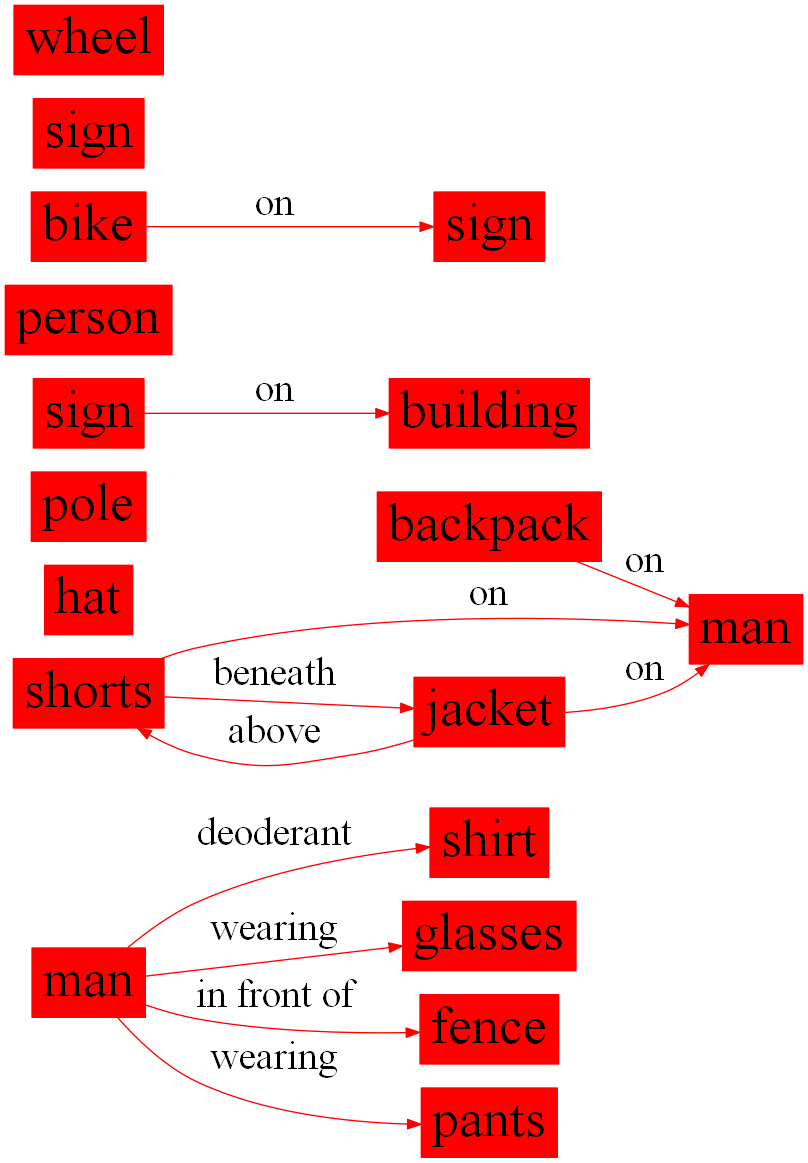 wheel
sign
on
bike
sign
person
on
sign
building
pole
backpack
on
hat
on
man
shorts
beneath
on
jacket
above
deoderant
shirt
wearing
glasses
man
in front of
fence
wearing
pants